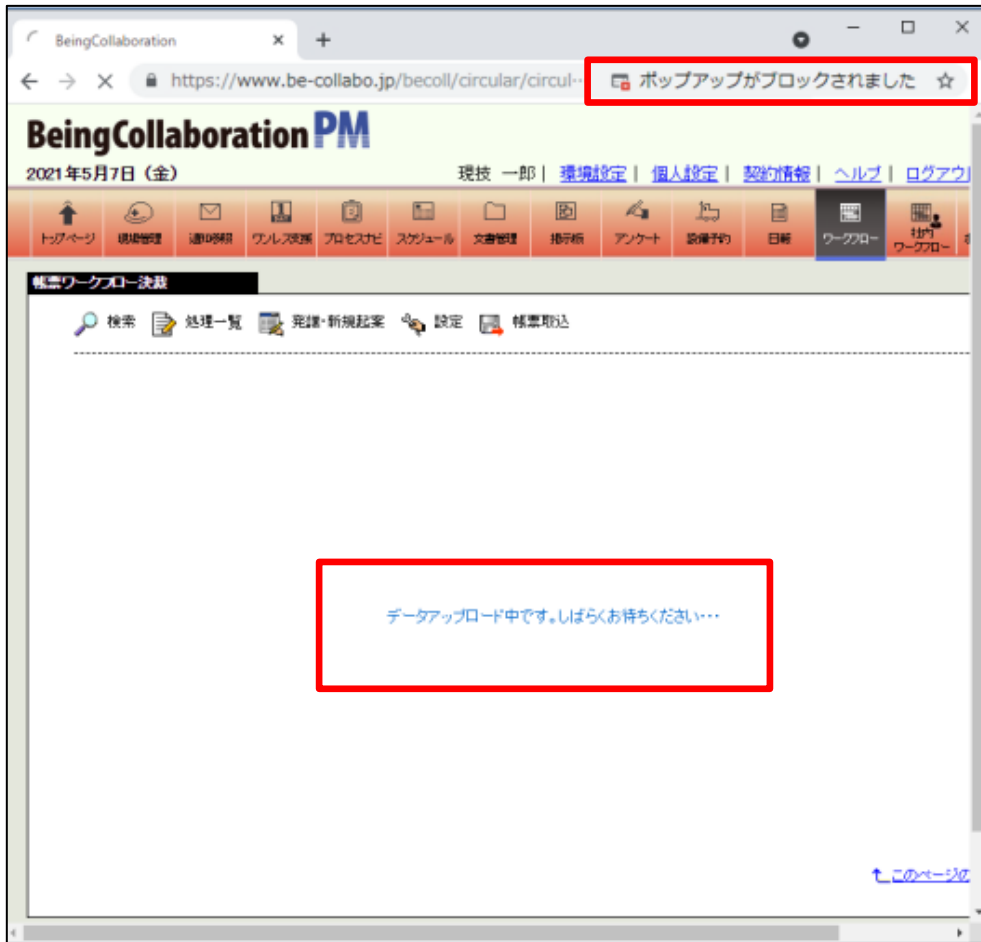 BeingCollaboration
https://www.be-collabo.jp/becoll/circular/circul…
ポップアップがブロックされました
BeingCollaboration PM
2021年5月7日（金）
現技 一郎 | 環境設定 | 個人設定 | 契約情報 | ヘルプ | ログアウ
トップページ 現場管理 ワンレス支援 プロセスナビ スケジュール 文書管理 掲示板 アンケート 設備予約 日報 ワークフロー 社内ワークフロー
帳票ワークフロー決裁
検索 処理一覧 発議・新規起案 設定 帳票取込
データアップロード中です。しばらくお待ちください・・・
このページの